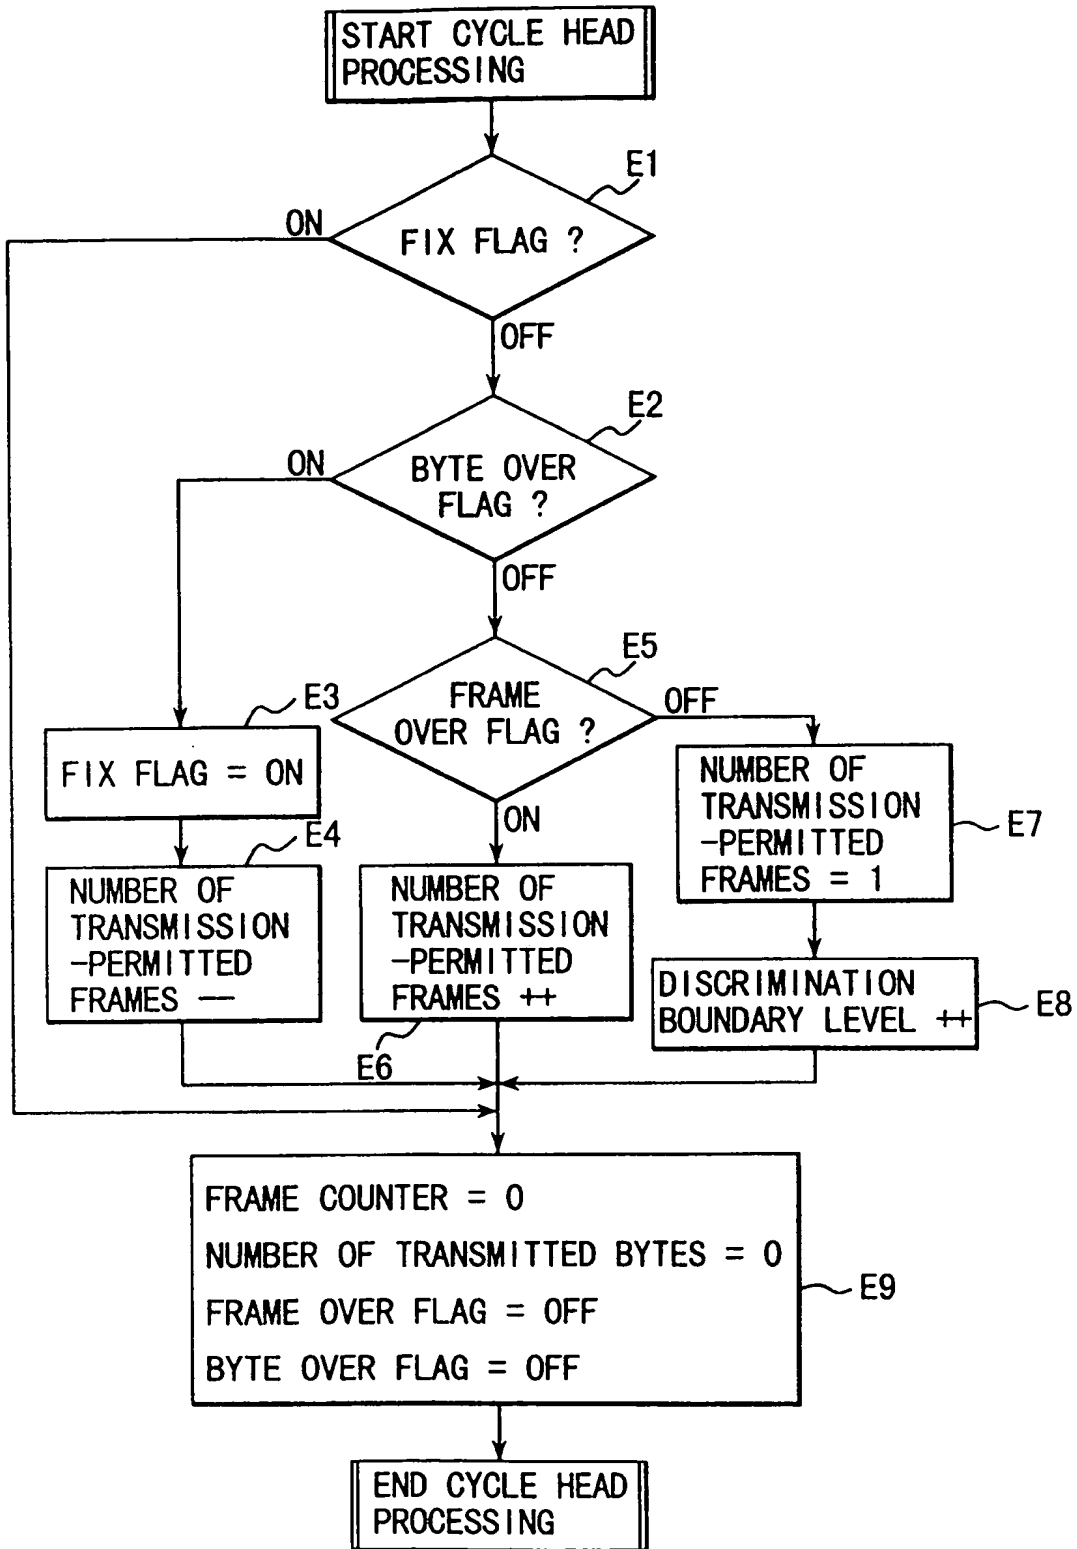 START CYCLE HEAD
PROCESSING
E1
ON
FIX FLAG ?
OFF
E2
ON
BYTE OVER
FLAG ?
OFF
E5
FRAME
OVER FLAG ?
OFF
ON
E3
FIX FLAG = ON
E4
NUMBER OF
TRANSMISSION
-PERMITTED
FRAMES --
NUMBER OF
TRANSMISSION
-PERMITTED
FRAMES ++
E6
NUMBER OF
TRANSMISSION
-PERMITTED
FRAMES = 1
E7
DISCRIMINATION
BOUNDARY LEVEL ++
E8
FRAME COUNTER = 0
NUMBER OF TRANSMITTED BYTES = 0
FRAME OVER FLAG = OFF
BYTE OVER FLAG = OFF
E9
END CYCLE HEAD
PROCESSING